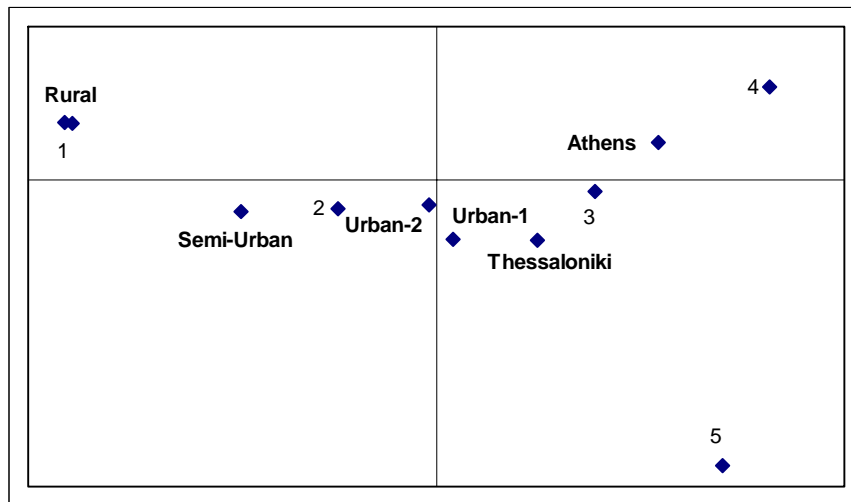 4
Rural
Athens
1
2
Urban-2
Urban-1
3
Semi-Urban
Thessaloniki
5